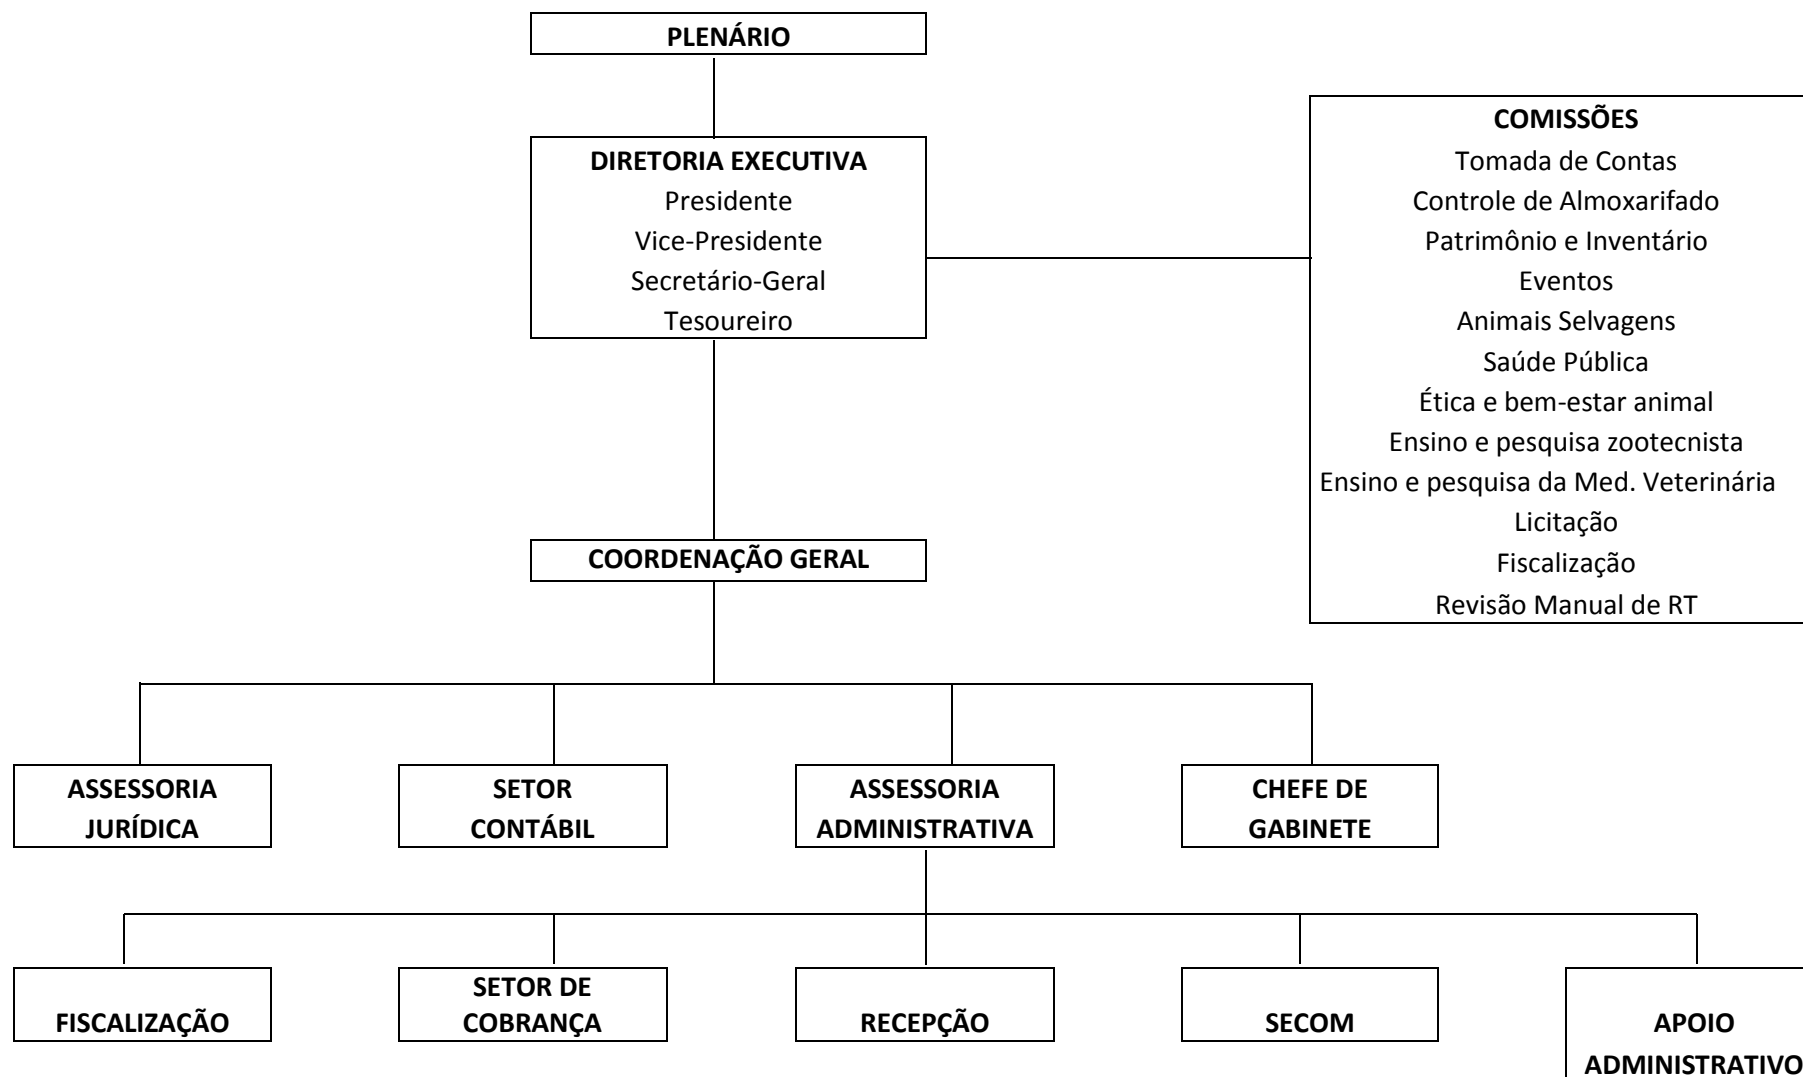 PLENÁRIO
DIRETORIA EXECUTIVA
Presidente
Vice-Presidente
Secretário-Geral
Tesoureiro
COMISSÕES
Tomada de Contas
Controle de Almoxarifado
Patrimônio e Inventário
Eventos
Animais Selvagens
Saúde Pública
Ética e bem-estar animal
Ensino e pesquisa zootecnista
Ensino e pesquisa da Med. Veterinária
Licitação
Fiscalização
Revisão Manual de RT
COORDENAÇÃO GERAL
ASSESSORIA
JURÍDICA
SETOR
CONTÁBIL
ASSESSORIA
ADMINISTRATIVA
CHEFE DE
GABINETE
FISCALIZAÇÃO
SETOR DE
COBRANÇA
RECEPÇÃO
SECOM
APOIO
ADMINISTRATIVO